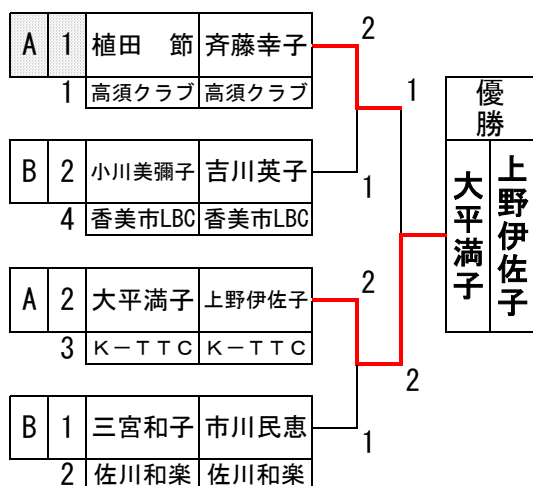 A 1 植田　節 斉藤幸子 2
1 高須クラブ 高須クラブ
1
優勝
B 2 小川美彌子 吉川英子 1
4 香美市LBC 香美市LBC
大平満子 上野伊佐子
A 2 大平満子 上野伊佐子 2
3 K－TTC K－TTC
2
B 1 三宮和子 市川民恵 1
2 佐川和楽 佐川和楽